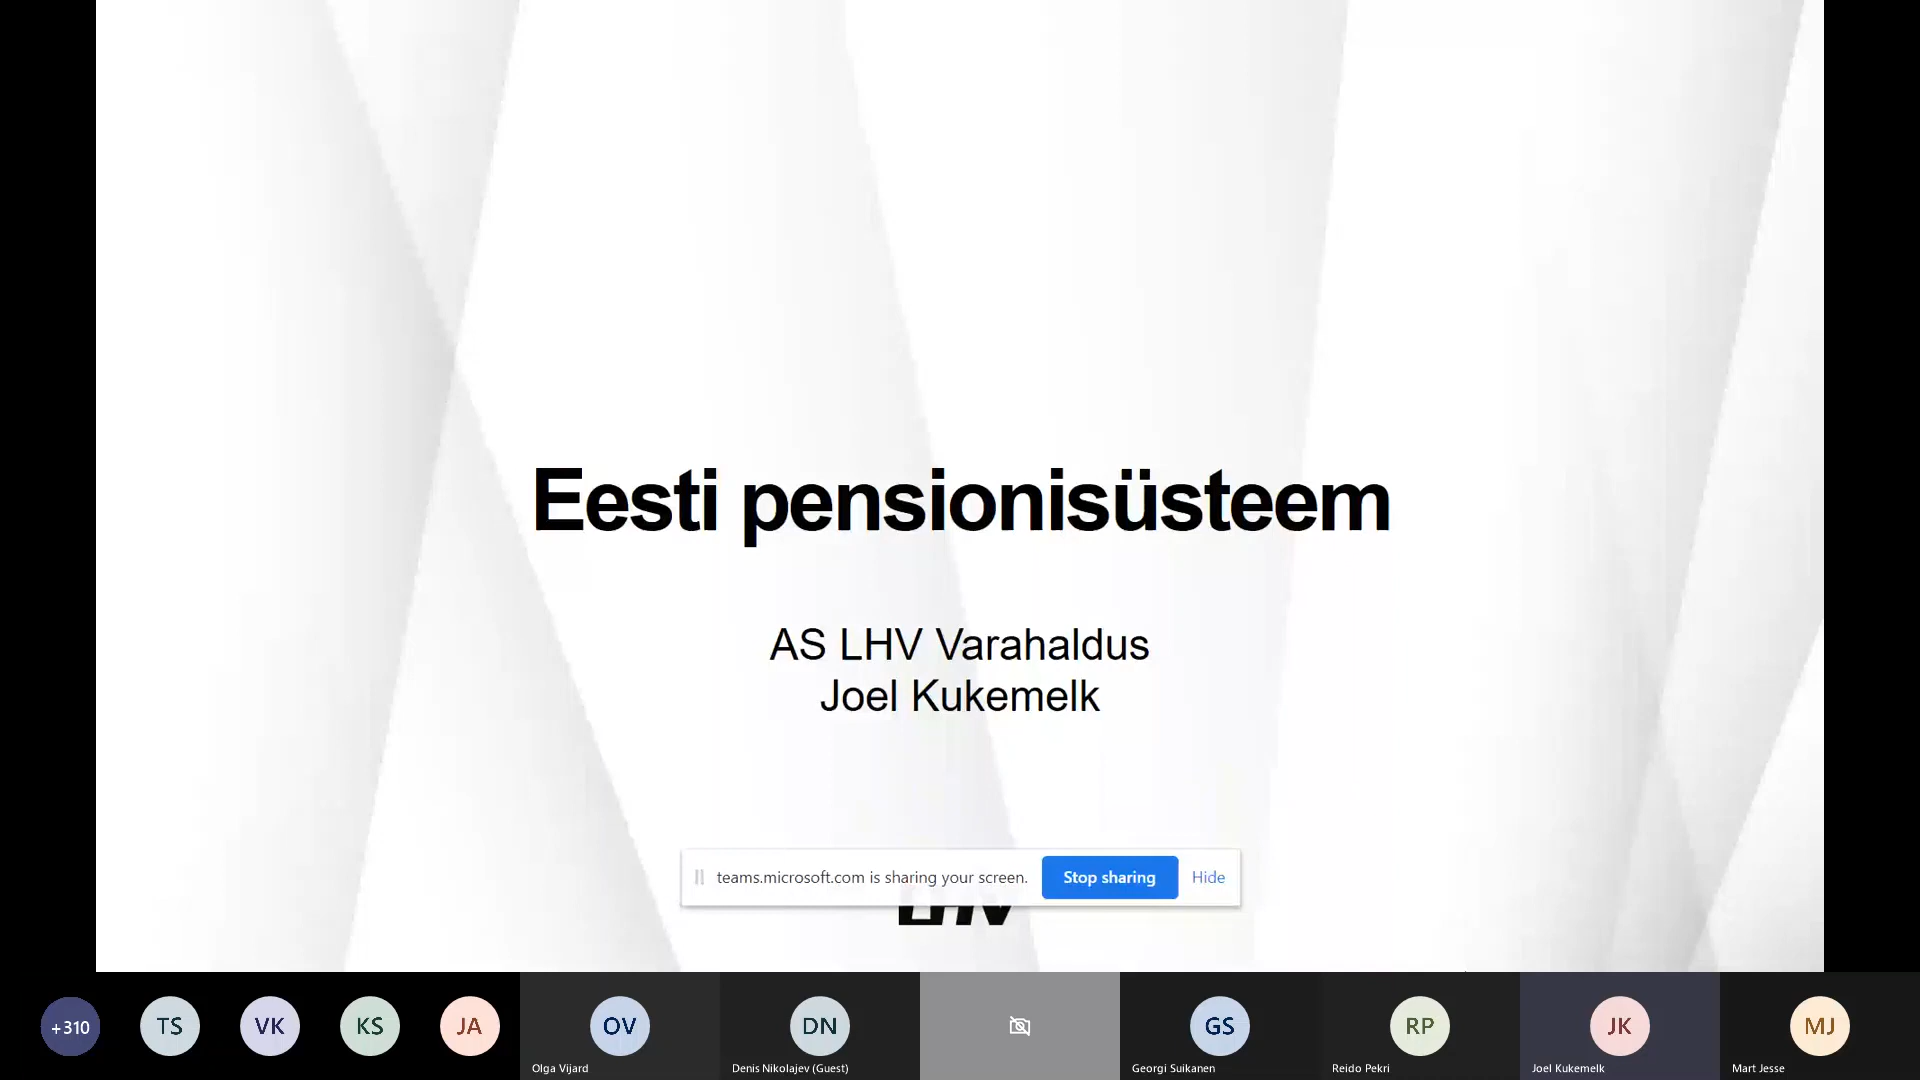 Eesti pensionisüsteem
AS LHV Varahaldus
Joel Kukemelk
teams.microsoft.com is sharing your screen.
Stop sharing
Hide
LHV
+310
TS
VK
KS
JA
OV
DN
GS
RP
JK
MJ
Olga Vijard
Denis Nikolajev (Guest)
Georgi Suikanen
Reido Pekri
Joel Kukemelk
Mart Jesse